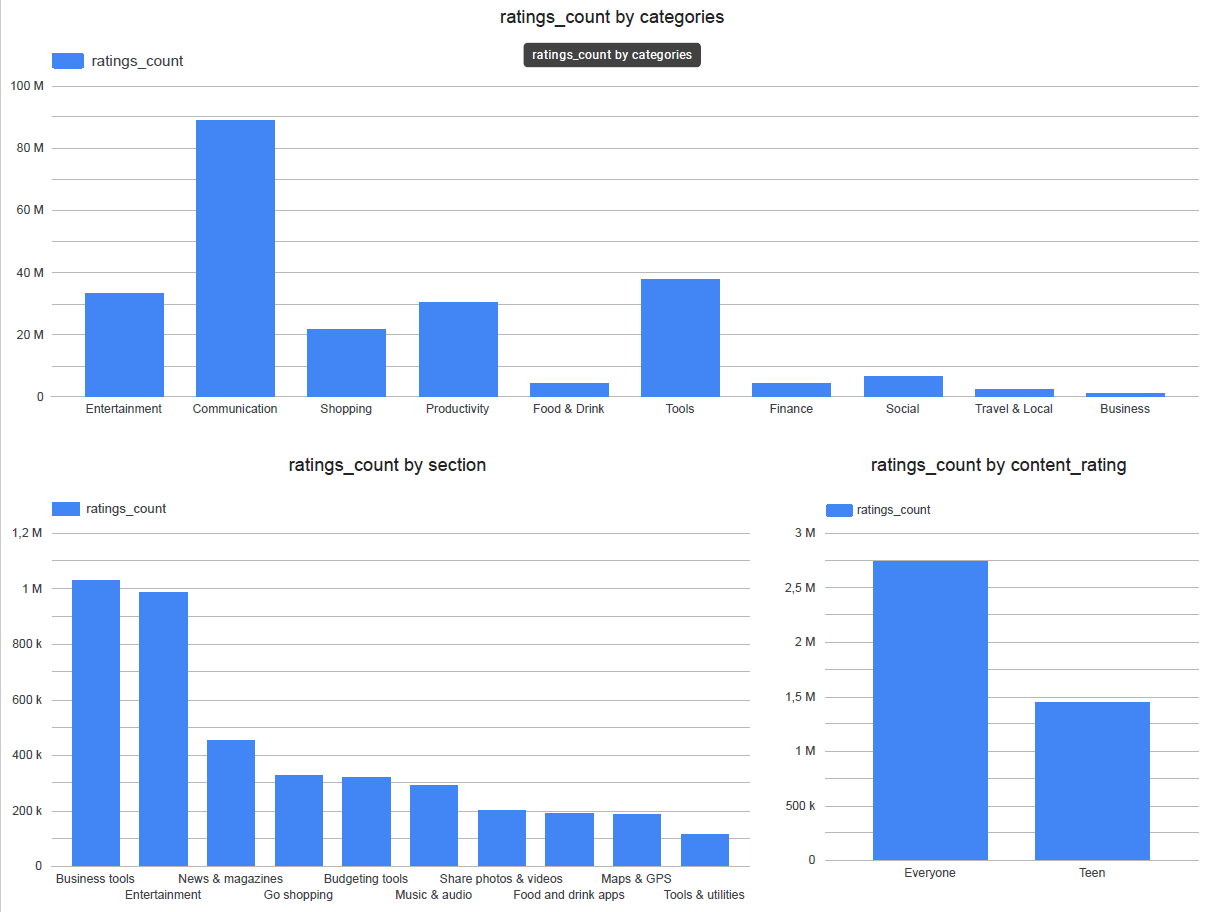 ratings_count by categories
ratings_count by categories
ratings_count
100 M
80 M
60 M
40 M
20 M
0
Entertainment Communication Shopping Productivity Food & Drink Tools Finance Social Travel & Local Business
ratings_count by section
ratings_count
1,2 M
1 M
800 k
600 k
400 k
200 k
0
Business tools News & magazines Budgeting tools Share photos & videos Maps & GPS
Entertainment Go shopping Music & audio Food and drink apps Tools & utilities
ratings_count by content_rating
ratings_count
3 M
2,5 M
2 M
1,5 M
1 M
500 k
0
Everyone Teen